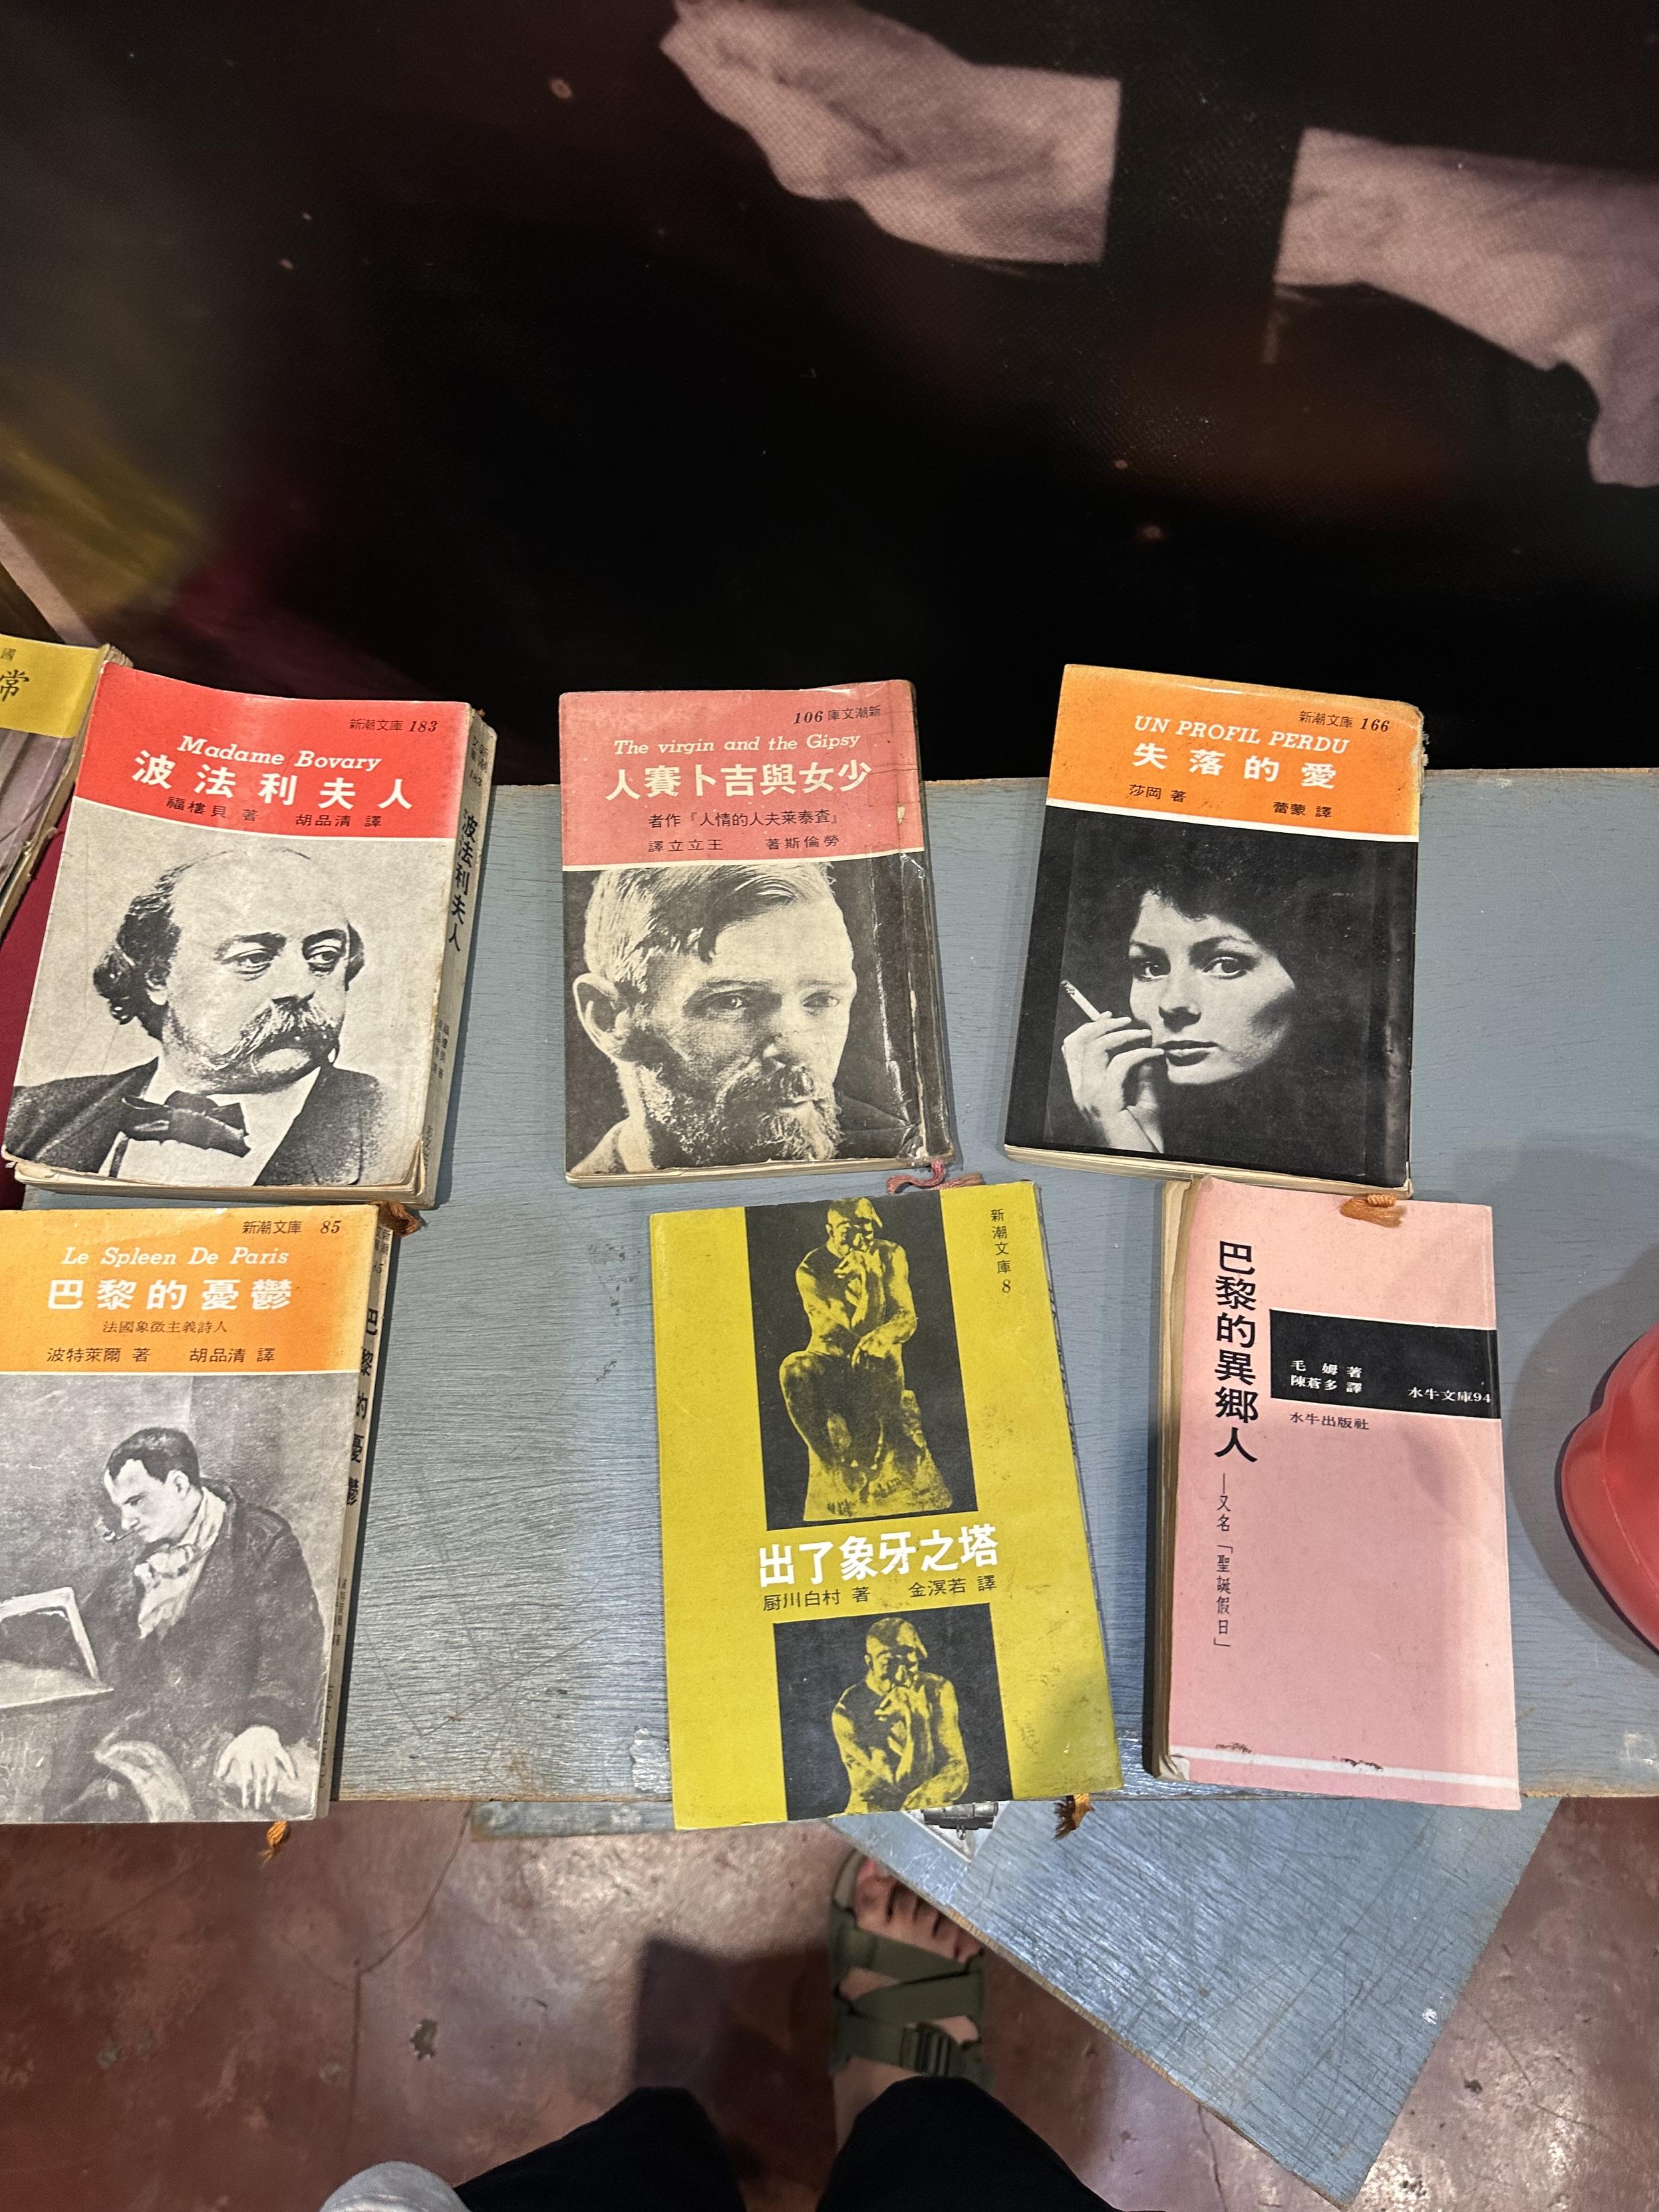 國
常
新潮文庫 183
Madame Bovary
波法利夫人
福樓貝 著 胡品清 譯
波法利夫人
106 庫文潮新
The virgin and the Gipsy
人賽卜吉與女少
者作『人情的人夫萊泰查』
譯立立王 著斯倫勞
新潮文庫 166
UN PROFIL PERDU
失落的愛
莎岡 著 蕾蒙 譯
新潮文庫 85
Le Spleen De Paris
巴黎的憂鬱
法國象徵主義詩人
波特萊爾 著 胡品清 譯
巴黎的憂鬱
新潮文庫 8
出了象牙之塔
厨川白村 著 金溟若 譯
巴黎的異鄉人
—又名「聖誕假日」
毛姆 著
陳蒼多 譯 水牛文庫94
水牛出版社